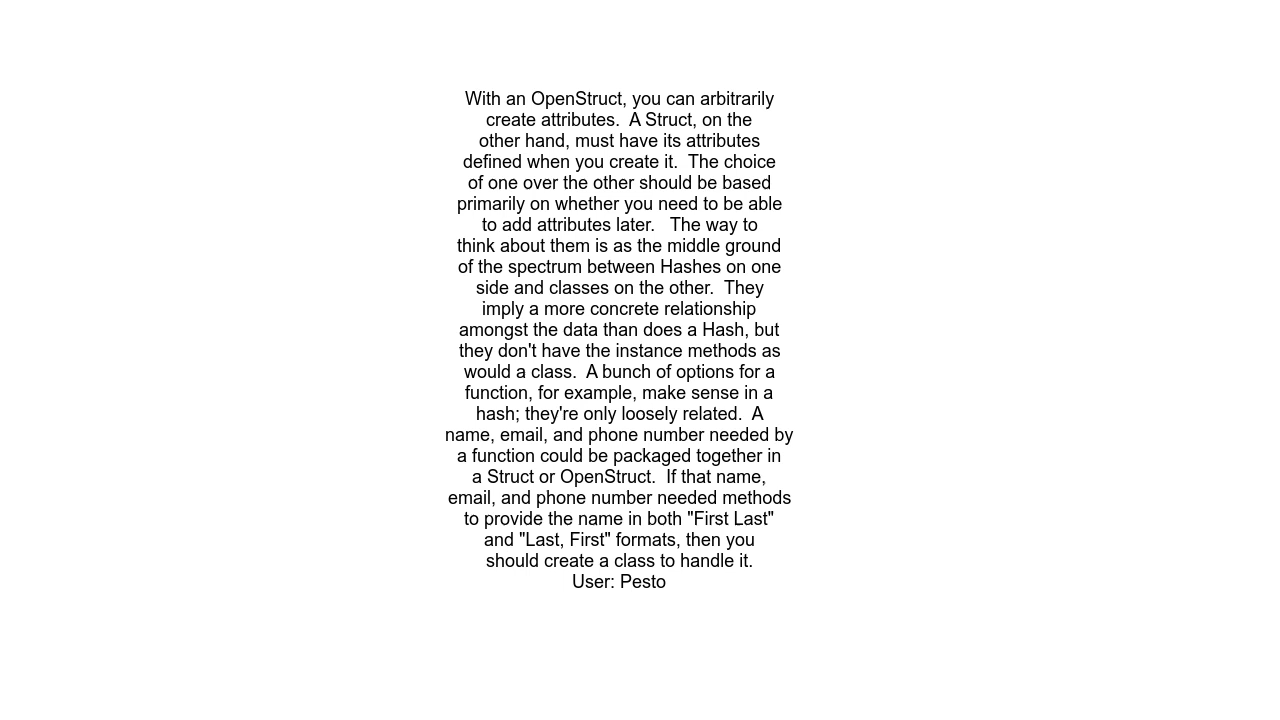 With an OpenStruct, you can arbitrarily
create attributes.  A Struct, on the
other hand, must have its attributes
defined when you create it.  The choice
of one over the other should be based
primarily on whether you need to be able
to add attributes later.   The way to
think about them is as the middle ground
of the spectrum between Hashes on one
side and classes on the other.  They
imply a more concrete relationship
amongst the data than does a Hash, but
they don't have the instance methods as
would a class.  A bunch of options for a
function, for example, make sense in a
hash; they're only loosely related.  A
name, email, and phone number needed by
a function could be packaged together in
a Struct or OpenStruct.  If that name,
email, and phone number needed methods
to provide the name in both "First Last"
and "Last, First" formats, then you
should create a class to handle it.
User: Pesto